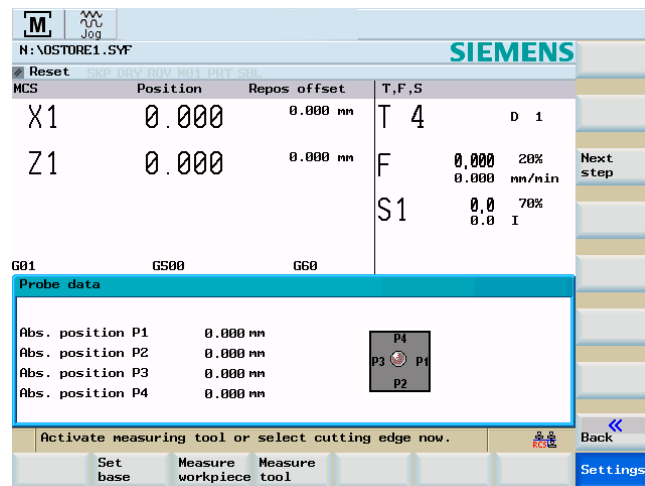 M
Jog
N:\OSTORE1.SYF
SIEMENS
Reset SKP DRY ROV M01 PRT SBL
MCS Position Repos offset T,F,S
X1 0.000 0.000 mm T 4 D 1
Z1 0.000 0.000 mm F 0,000 20%
0.000 mm/min
Next
step
S1 0,0 70%
0.0 I
G01 G500 G60
Probe data
Abs. position P1 0.000 mm
Abs. position P2 0.000 mm
Abs. position P3 0.000 mm
Abs. position P4 0.000 mm
P4
P3 P1
P2
Activate measuring tool or select cutting edge now.
RCS
«
Back
Set
base
Measure
workpiece
Measure
tool
Settings